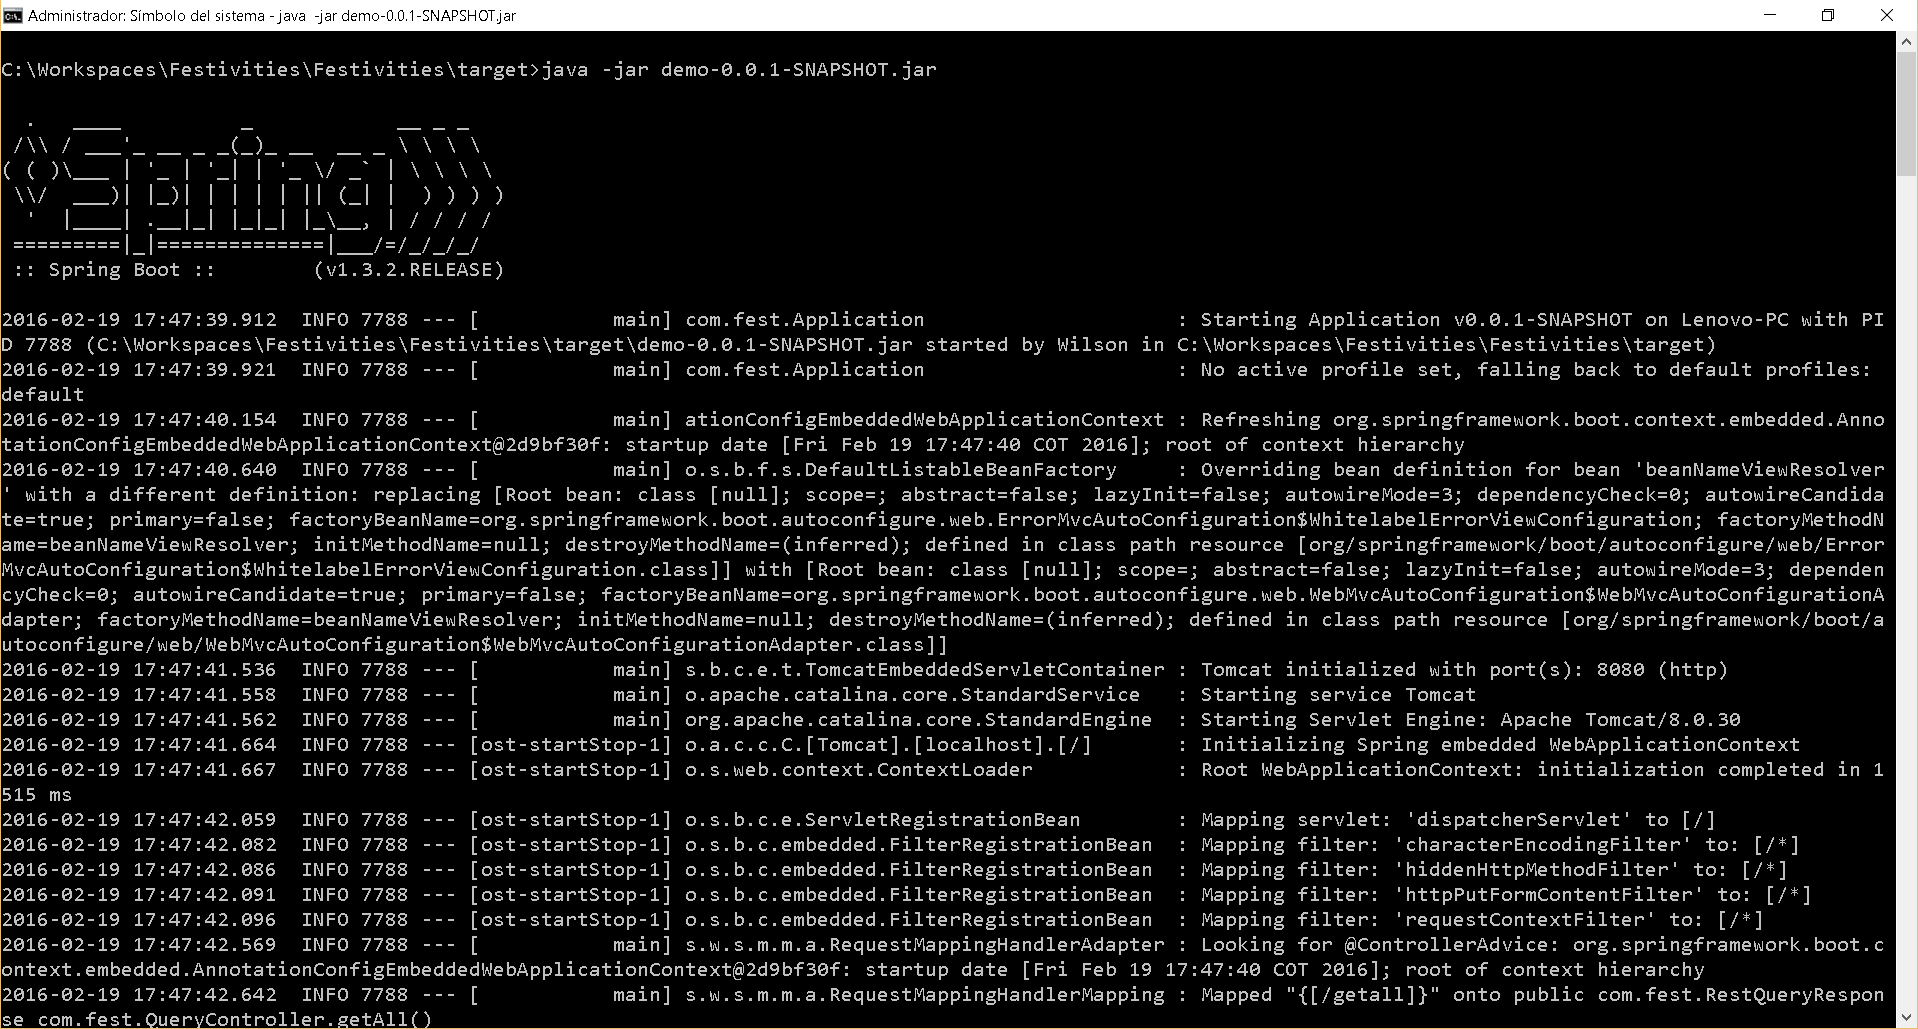 Administrador: Símbolo del sistema - java  -jar demo-0.0.1-SNAPSHOT.jar
C:\Workspaces\Festivities\Festivities\target>java -jar demo-0.0.1-SNAPSHOT.jar
  .   ____          _            __ _ _
 /\\ / ___'_ __ _ _(_)_ __  __ _ \ \ \ \
( ( )\___ | '_ | '_| | '_ \/ _` | \ \ \ \
 \\/  ___)| |_)| | | | | || (_| |  ) ) ) )
  '  |____| .__|_| |_|_| |_\__, | / / / /
 =========|_|==============|___/=/_/_/_/
 :: Spring Boot ::        (v1.3.2.RELEASE)
2016-02-19 17:47:39.912  INFO 7788 --- [           main] com.fest.Application                     : Starting Application v0.0.1-SNAPSHOT on Lenovo-PC with PI
D 7788 (C:\Workspaces\Festivities\Festivities\target\demo-0.0.1-SNAPSHOT.jar started by Wilson in C:\Workspaces\Festivities\Festivities\target)
2016-02-19 17:47:39.921  INFO 7788 --- [           main] com.fest.Application                     : No active profile set, falling back to default profiles:
default
2016-02-19 17:47:40.154  INFO 7788 --- [           main] ationConfigEmbeddedWebApplicationContext : Refreshing org.springframework.boot.context.embedded.Anno
tationConfigEmbeddedWebApplicationContext@2d9bf30f: startup date [Fri Feb 19 17:47:40 COT 2016]; root of context hierarchy
2016-02-19 17:47:40.640  INFO 7788 --- [           main] o.s.b.f.s.DefaultListableBeanFactory     : Overriding bean definition for bean 'beanNameViewResolver
' with a different definition: replacing [Root bean: class [null]; scope=; abstract=false; lazyInit=false; autowireMode=3; dependencyCheck=0; autowireCandida
te=true; primary=false; factoryBeanName=org.springframework.boot.autoconfigure.web.ErrorMvcAutoConfiguration$WhitelabelErrorViewConfiguration; factoryMethodN
ame=beanNameViewResolver; initMethodName=null; destroyMethodName=(inferred); defined in class path resource [org/springframework/boot/autoconfigure/web/Error
MvcAutoConfiguration$WhitelabelErrorViewConfiguration.class]] with [Root bean: class [null]; scope=; abstract=false; lazyInit=false; autowireMode=3; dependen
cyCheck=0; autowireCandidate=true; primary=false; factoryBeanName=org.springframework.boot.autoconfigure.web.WebMvcAutoConfiguration$WebMvcAutoConfigurationA
dapter; factoryMethodName=beanNameViewResolver; initMethodName=null; destroyMethodName=(inferred); defined in class path resource [org/springframework/boot/a
utoconfigure/web/WebMvcAutoConfiguration$WebMvcAutoConfigurationAdapter.class]]
2016-02-19 17:47:41.536  INFO 7788 --- [           main] s.b.c.e.t.TomcatEmbeddedServletContainer : Tomcat initialized with port(s): 8080 (http)
2016-02-19 17:47:41.558  INFO 7788 --- [           main] o.apache.catalina.core.StandardService   : Starting service Tomcat
2016-02-19 17:47:41.562  INFO 7788 --- [           main] org.apache.catalina.core.StandardEngine  : Starting Servlet Engine: Apache Tomcat/8.0.30
2016-02-19 17:47:41.664  INFO 7788 --- [ost-startStop-1] o.a.c.c.C.[Tomcat].[localhost].[/]       : Initializing Spring embedded WebApplicationContext
2016-02-19 17:47:41.667  INFO 7788 --- [ost-startStop-1] o.s.web.context.ContextLoader            : Root WebApplicationContext: initialization completed in 1
515 ms
2016-02-19 17:47:42.059  INFO 7788 --- [ost-startStop-1] o.s.b.c.e.ServletRegistrationBean        : Mapping servlet: 'dispatcherServlet' to [/]
2016-02-19 17:47:42.082  INFO 7788 --- [ost-startStop-1] o.s.b.c.embedded.FilterRegistrationBean  : Mapping filter: 'characterEncodingFilter' to: [/*]
2016-02-19 17:47:42.086  INFO 7788 --- [ost-startStop-1] o.s.b.c.embedded.FilterRegistrationBean  : Mapping filter: 'hiddenHttpMethodFilter' to: [/*]
2016-02-19 17:47:42.091  INFO 7788 --- [ost-startStop-1] o.s.b.c.embedded.FilterRegistrationBean  : Mapping filter: 'httpPutFormContentFilter' to: [/*]
2016-02-19 17:47:42.096  INFO 7788 --- [ost-startStop-1] o.s.b.c.embedded.FilterRegistrationBean  : Mapping filter: 'requestContextFilter' to: [/*]
2016-02-19 17:47:42.569  INFO 7788 --- [           main] s.w.s.m.m.a.RequestMappingHandlerAdapter : Looking for @ControllerAdvice: org.springframework.boot.c
ontext.embedded.AnnotationConfigEmbeddedWebApplicationContext@2d9bf30f: startup date [Fri Feb 19 17:47:40 COT 2016]; root of context hierarchy
2016-02-19 17:47:42.642  INFO 7788 --- [           main] s.w.s.m.m.a.RequestMappingHandlerMapping : Mapped "{[/getall]}" onto public com.fest.RestQueryRespon
se com.fest.QueryController.getAll()